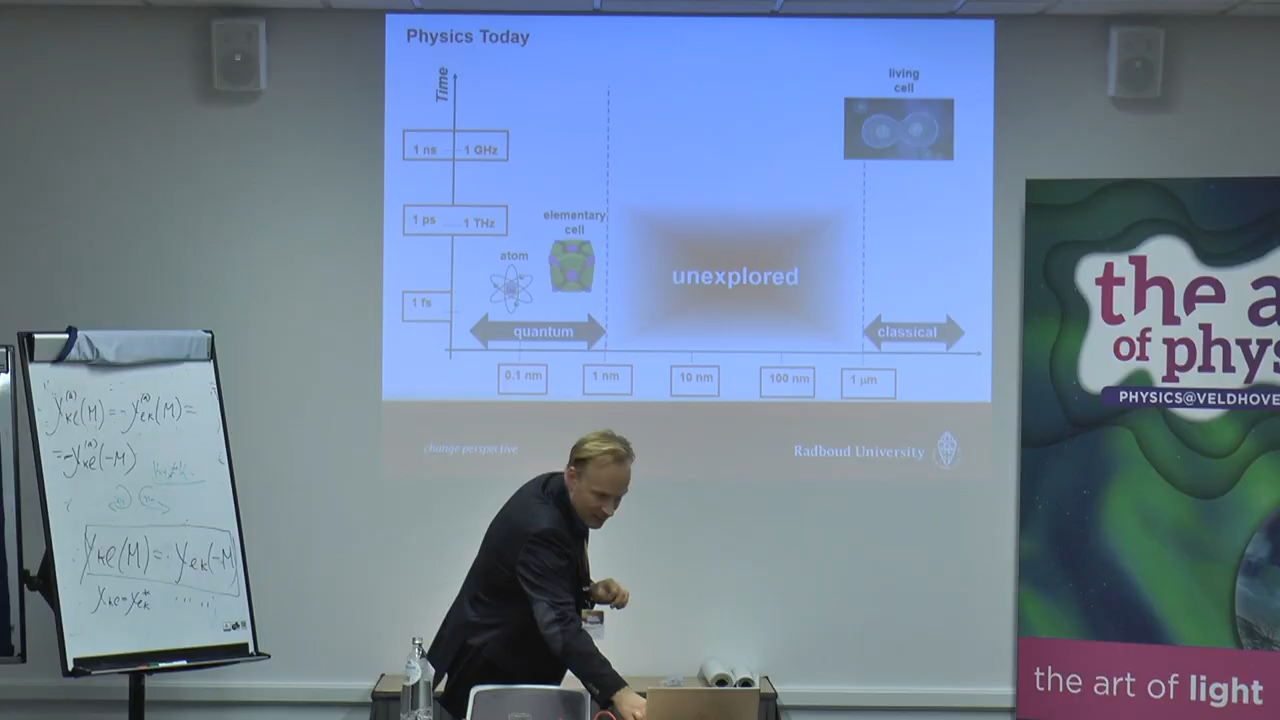 Physics Today
Time
living
cell
1 ns
1 GHz
1 ps
1 THz
elementary
cell
atom
1 fs
unexplored
quantum
classical
0.1 nm
1 nm
10 nm
100 nm
1 µm
change perspective
Radboud University
the a
of phys
PHYSICS@VELDHOVE
the art of light